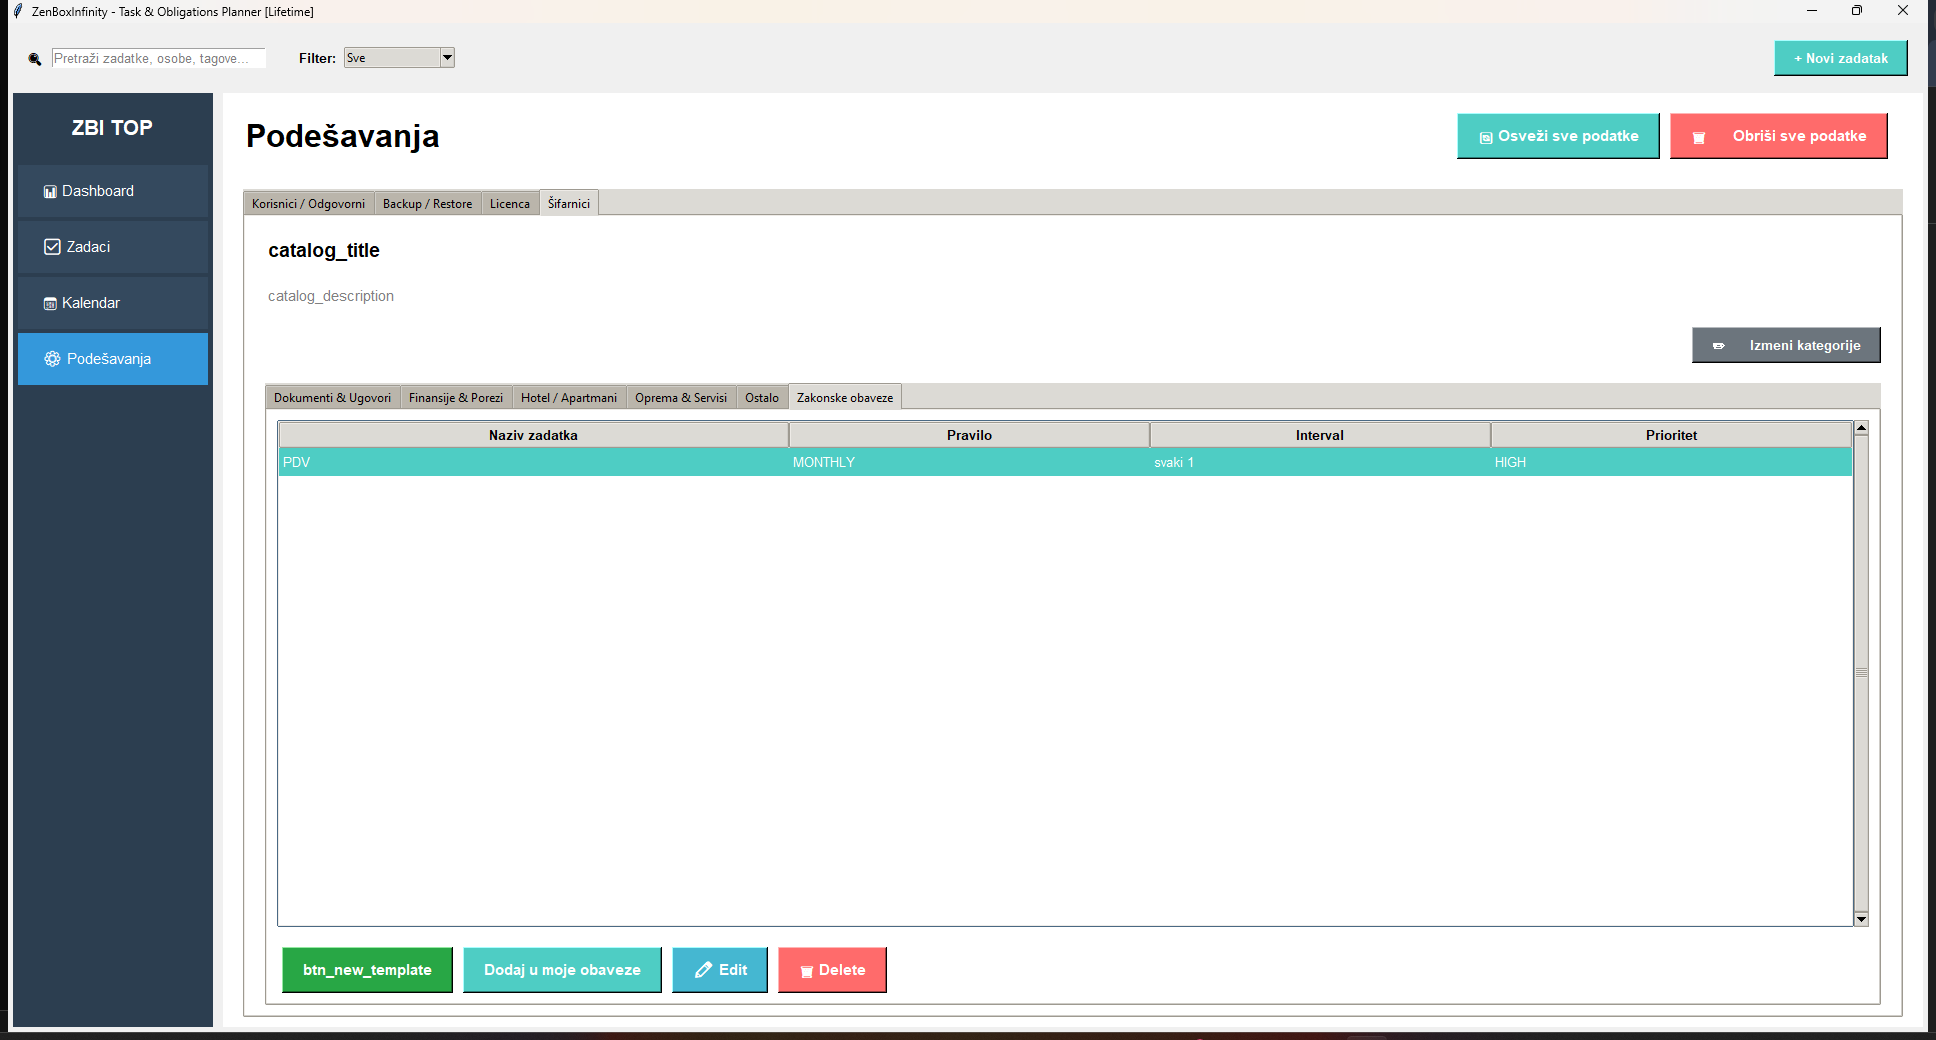 ZenBoxInfinity - Task & Obligations Planner [Lifetime]
Pretraži zadatke, osobe, tagove...
Filter:
Sve
+ Novi zadatak
ZBI TOP
Dashboard
Zadaci
Kalendar
Podešavanja
Podešavanja
Osveži sve podatke
Obriši sve podatke
Korisnici / Odgovorni
Backup / Restore
Licenca
Šifarnici
catalog_title
catalog_description
Izmeni kategorije
Dokumenti & Ugovori
Finansije & Porezi
Hotel / Apartmani
Oprema & Servisi
Ostalo
Zakonske obaveze
Naziv zadatka
Pravilo
Interval
Prioritet
PDV
MONTHLY
svaki 1
HIGH
btn_new_template
Dodaj u moje obaveze
Edit
Delete